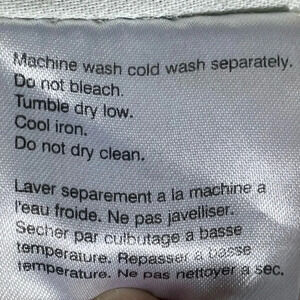 Machine wash cold wash separately.
Do not bleach.
Tumble dry low.
Cool iron.
Do not dry clean.
Laver separement a la machine a
l'eau froide. Ne pas javelliser.
Secher par culbutage a basse
temperature. Repasser a basse
temperature. Ne pas nettoyer a sec.